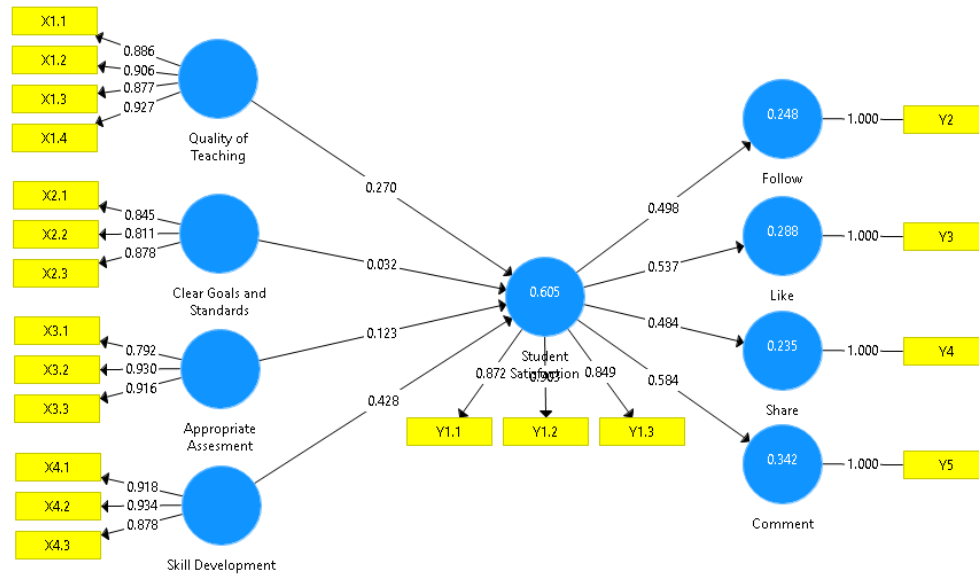 X1.1
X1.2
X1.3
X1.4
0.886
0.906
0.877
0.927
Quality of
Teaching
X2.1
X2.2
X2.3
0.845
0.811
0.878
Clear Goals and
Standards
X3.1
X3.2
X3.3
0.792
0.930
0.916
Appropriate
Assesment
X4.1
X4.2
X4.3
0.918
0.934
0.878
Skill Development
0.270
0.032
0.123
0.428
0.605
Student
Satisfaction
0.872
0.903
0.849
Y1.1
Y1.2
Y1.3
0.498
0.537
0.484
0.584
0.248
1.000
Y2
Follow
0.288
1.000
Y3
Like
0.235
1.000
Y4
Share
0.342
1.000
Y5
Comment